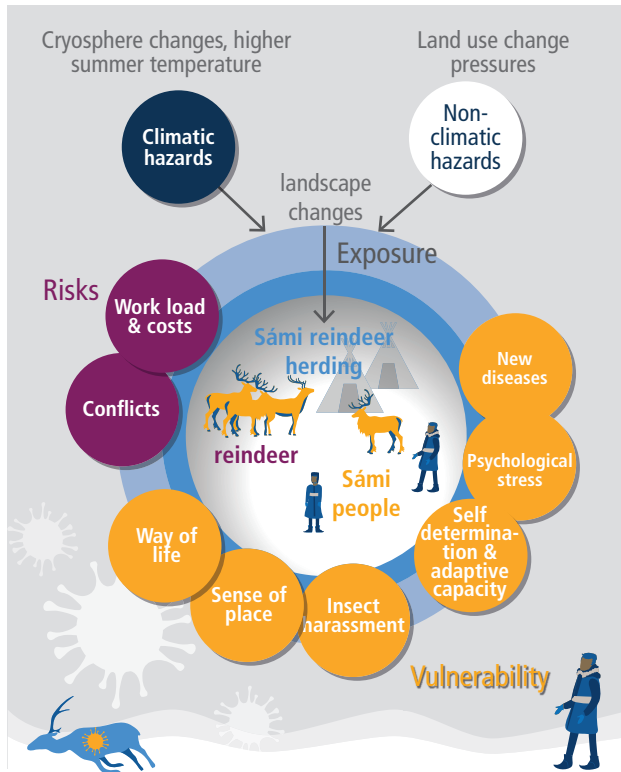 Cryosphere changes, higher
summer temperature
Land use change
pressures
Climatic
hazards
Non-
climatic
hazards
landscape
changes
Exposure
Risks
Work load
& costs
Conflicts
Sámi reindeer
herding
reindeer
Sámi
people
New
diseases
Psychological
stress
Self
determina-
tion &
adaptive
capacity
Way of
life
Sense of
place
Insect
harassment
Vulnerability